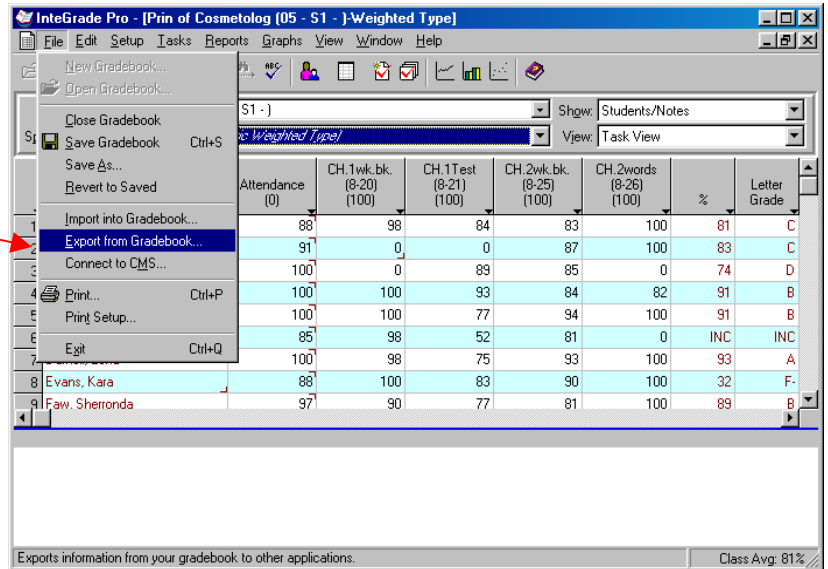 InteGrade Pro - [Prin of Cosmetolog (05 - S1 - )-Weighted Type]
File Edit Setup Tasks Reports Graphs View Window Help
New Gradebook...
Open Gradebook...
Close Gradebook
Save Gradebook Ctrl+S
Save As...
Revert to Saved
Import into Gradebook...
Export from Gradebook...
Connect to CMS...
Print... Ctrl+P
Print Setup...
Exit Ctrl+Q
ABC
S1 - ) Show: Students/Notes
Sp ic Weighted Type) View: Task View
Attendance (0) CH.1wk.bk. (8-20) (100) CH.1Test (8-21) (100) CH.2wk.bk. (8-25) (100) CH.2words (8-26) (100) % Letter Grade
1 88 98 84 83 100 81 C
2 91 0 0 87 100 83 C
3 100 0 89 85 0 74 D
4 100 100 93 84 82 91 B
5 100 100 77 94 100 91 B
6 85 98 52 81 0 INC INC
7 100 98 75 93 100 93 A
8 Evans, Kara 88 100 83 90 100 32 F-
9 Faw, Sherronda 97 90 77 81 100 89 B
Exports information from your gradebook to other applications. Class Avg: 81%